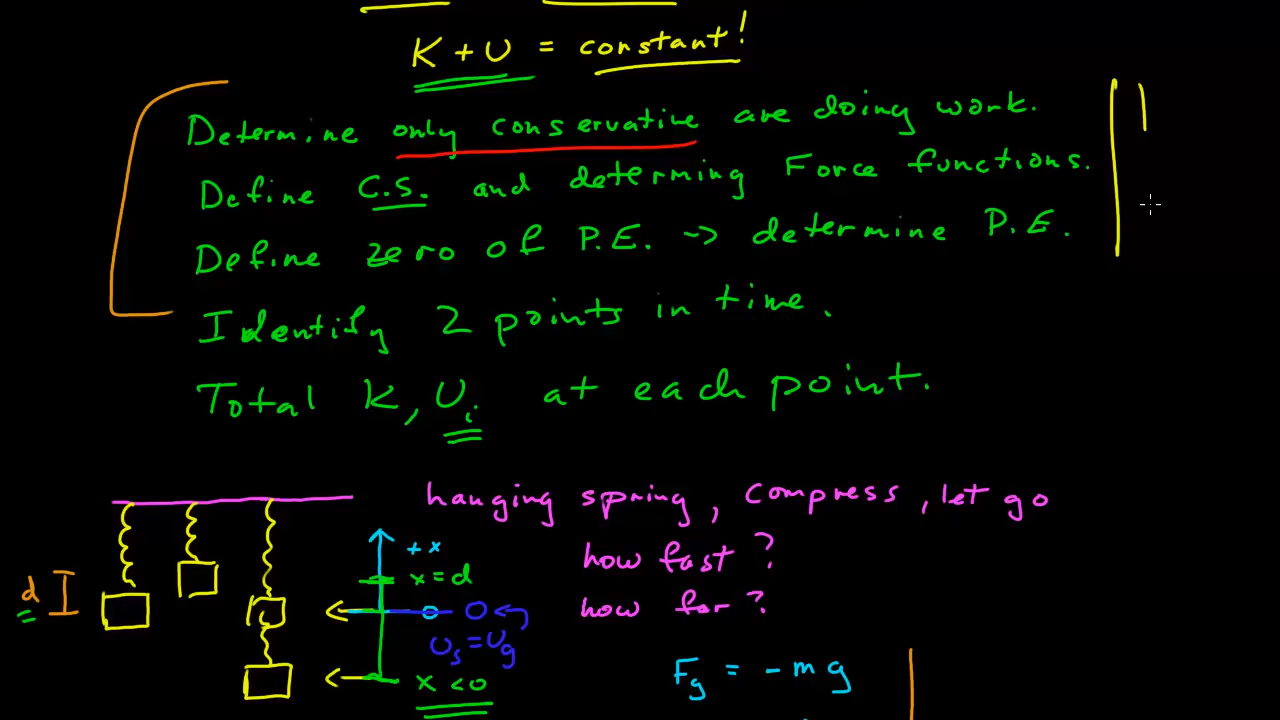 K + U = constant!
Determine only conservative are doing work.
Define C.S. and determing Force functions.
Define zero of P.E. -> determine P.E.
Identify 2 points in time.
Total K, Ui at each point.
hanging spring, compress, let go
how fast?
how far?
+x
x = d
d
0
Us = Ug
x < 0
Fg = - m g